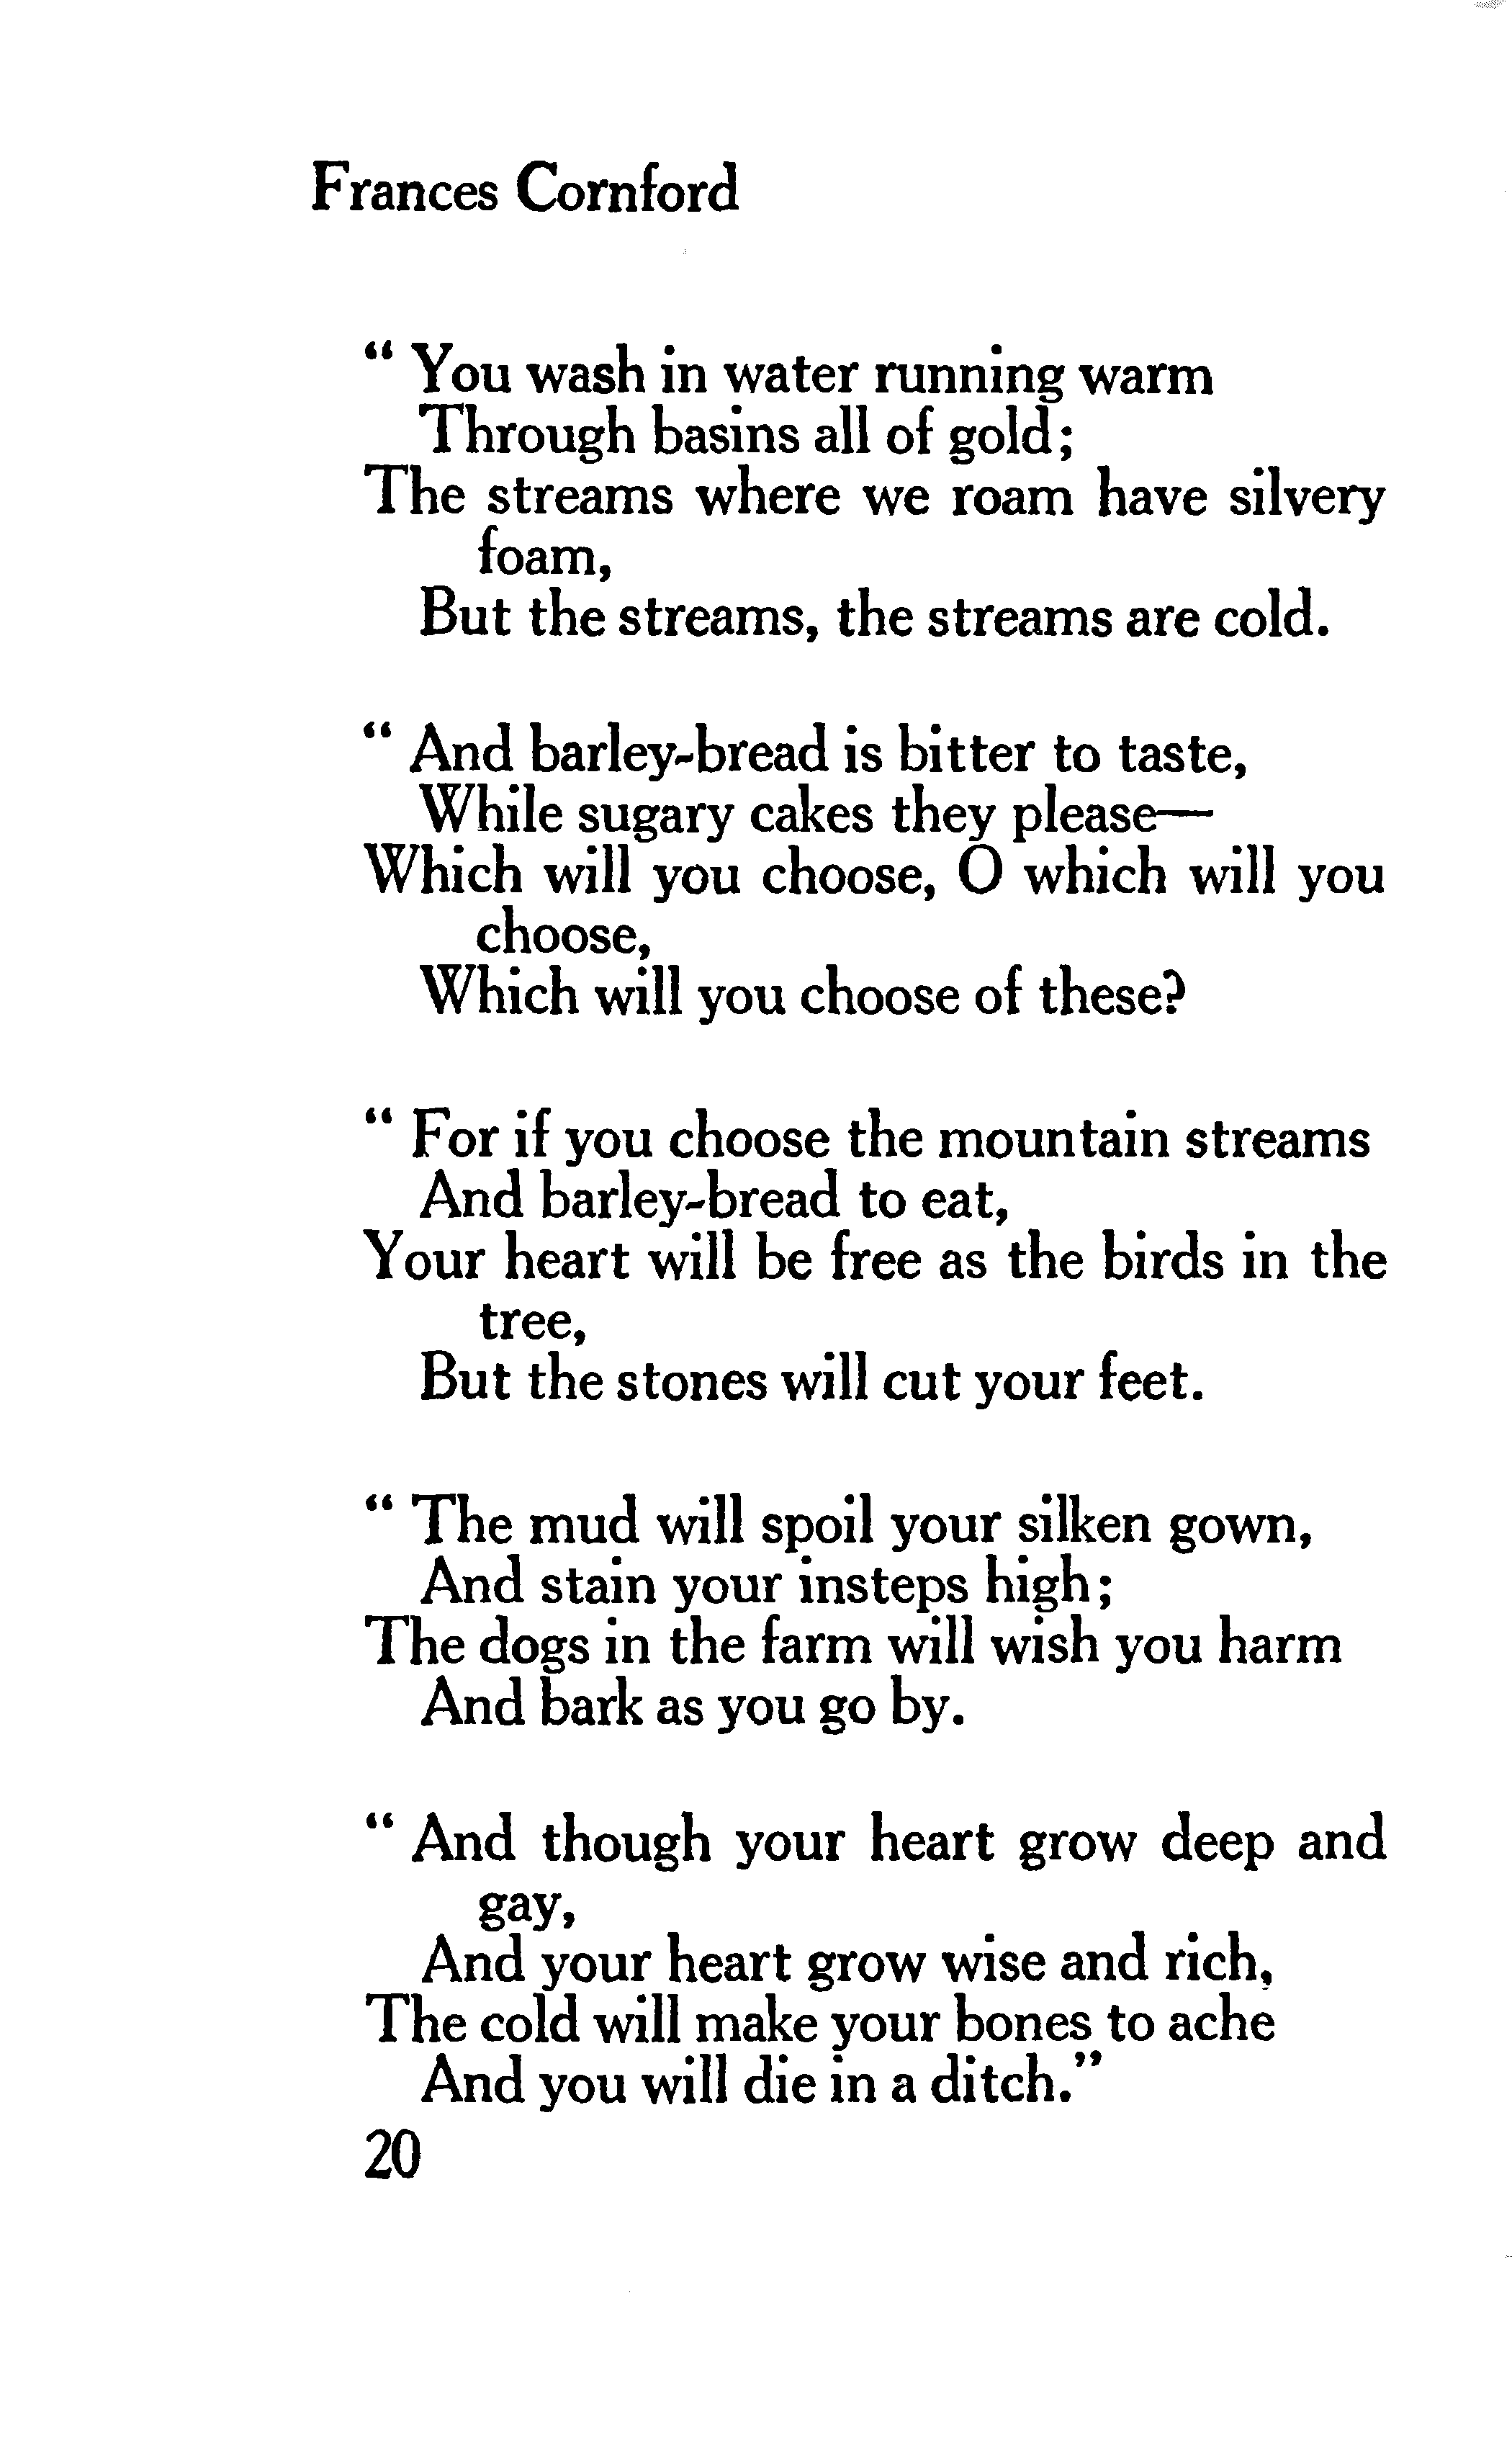 Frances Cornford
“ You wash in water running warm
Through basins all of gold;
The streams where we roam have silvery
foam,
But the streams, the streams are cold.
“ And barley-bread is bitter to taste,
While sugary cakes they please—
Which will you choose, O which will you
choose,
Which will you choose of these?
“ For if you choose the mountain streams
And barley-bread to eat,
Your heart will be free as the birds in the
tree,
But the stones will cut your feet.
“ The mud will spoil your silken gown,
And stain your insteps high;
The dogs in the farm will wish you harm
And bark as you go by.
“ And though your heart grow deep and
gay,
And your heart grow wise and rich,
The cold will make your bones to ache
And you will die in a ditch.”
20